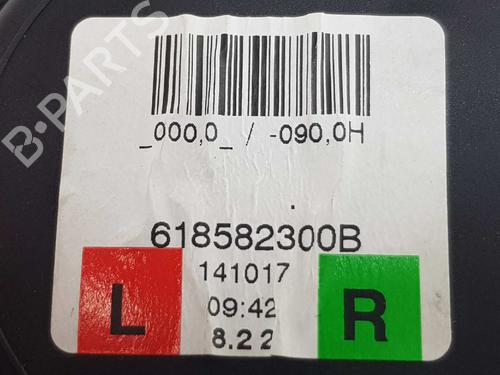 B-PARTS
_000,0_ / -090,0H
618582300B
141017
09:42
8.2 2
L
R